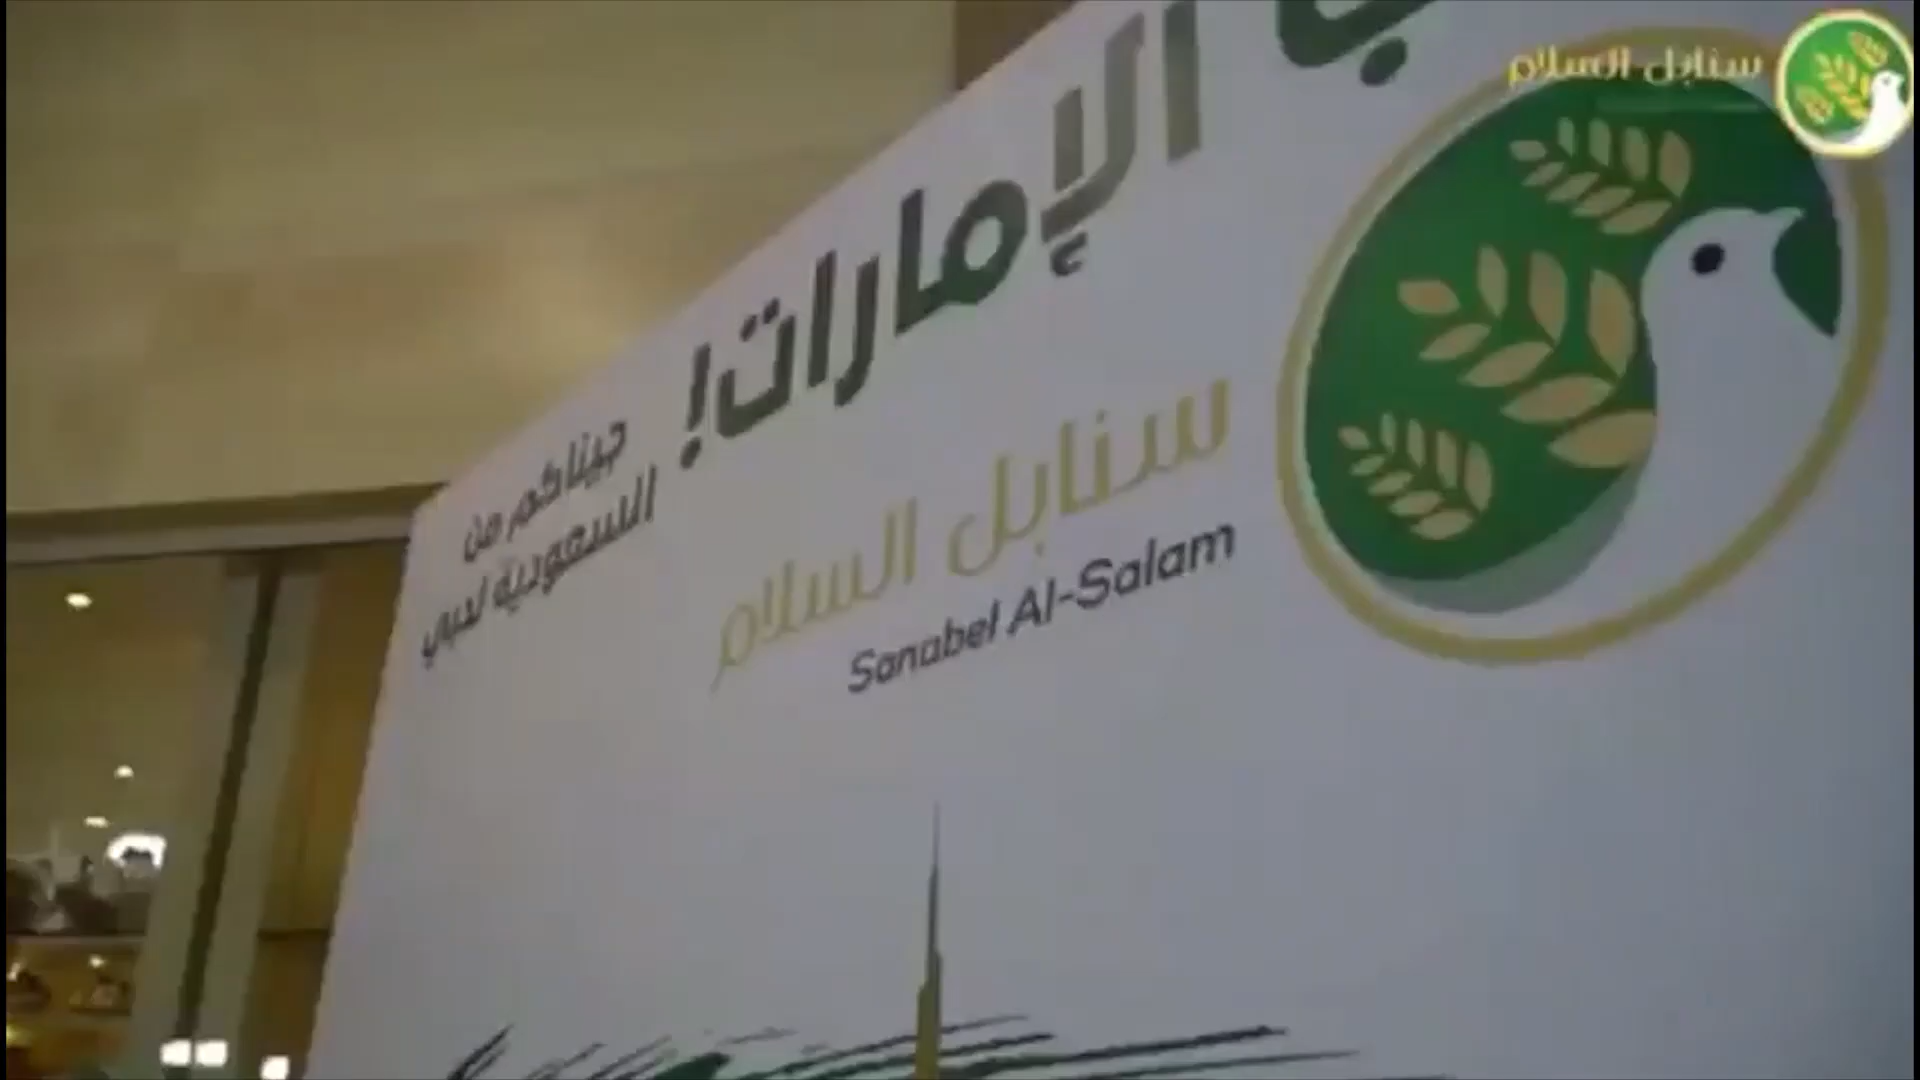 سنابل السلام
الإمارات!
جيناكم من
السعودية لدبي
سنابل السلام
Sanabel Al-Salam